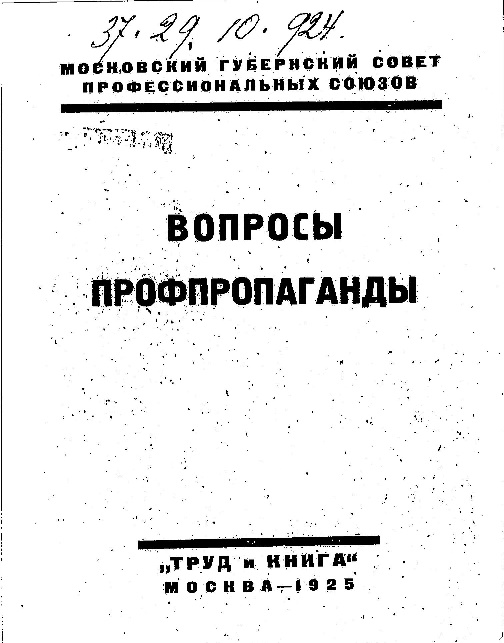 37. 29. 10. 924.
МОСКОВСКИЙ ГУБЕРНСКИЙ СОВЕТ
ПРОФЕССИОНАЛЬНЫХ СОЮЗОВ
ВОПРОСЫ
ПРОФПРОПАГАНДЫ
„ТРУД и КНИГА“
МОСКВА—1925